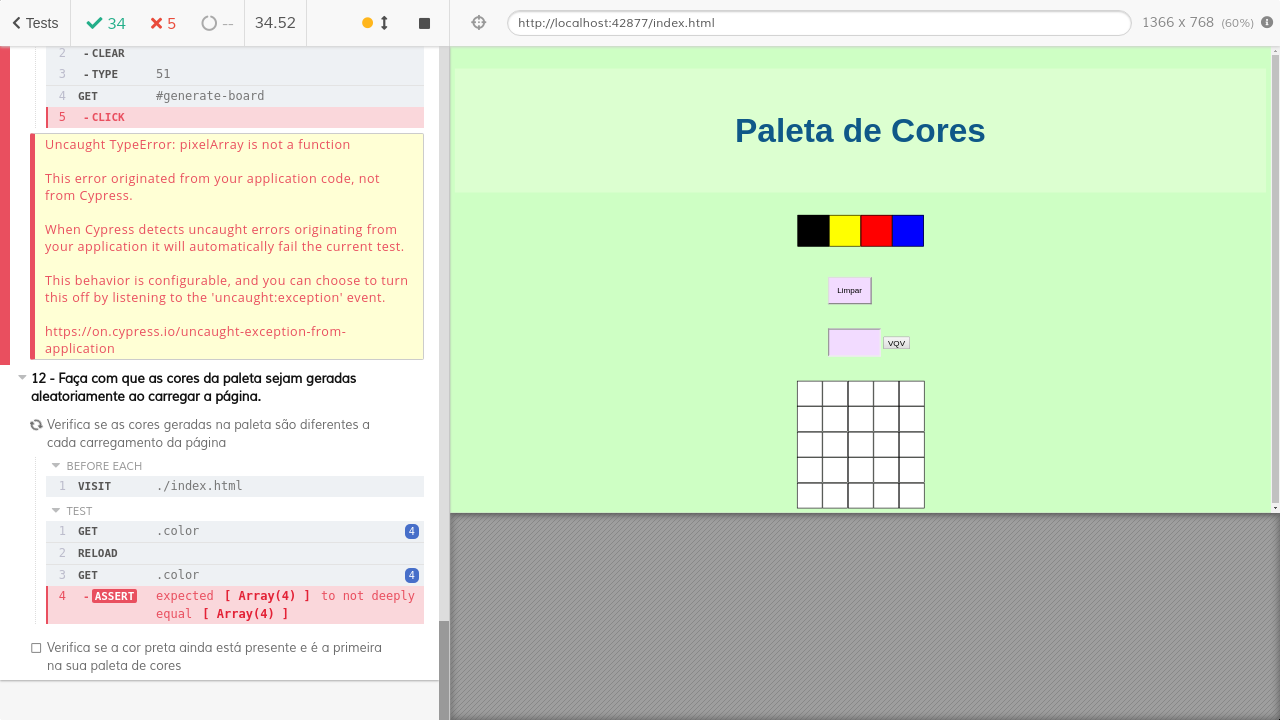 Tests
34
5
--
34.52
http://localhost:42877/index.html
1366 x 768 (60%)
2 - CLEAR
3 - TYPE 51
4 GET #generate-board
5 - CLICK
Uncaught TypeError: pixelArray is not a function
This error originated from your application code, not
from Cypress.
When Cypress detects uncaught errors originating from
your application it will automatically fail the current test.
This behavior is configurable, and you can choose to turn
this off by listening to the 'uncaught:exception' event.
https://on.cypress.io/uncaught-exception-from-
application
12 - Faça com que as cores da paleta sejam geradas
aleatoriamente ao carregar a página.
Verifica se as cores geradas na paleta são diferentes a
cada carregamento da página
BEFORE EACH
1 VISIT ./index.html
TEST
1 GET .color 4
2 RELOAD
3 GET .color 4
4 - ASSERT expected [ Array(4) ] to not deeply
equal [ Array(4) ]
Verifica se a cor preta ainda está presente e é a primeira
na sua paleta de cores
Paleta de Cores
Limpar
VQV